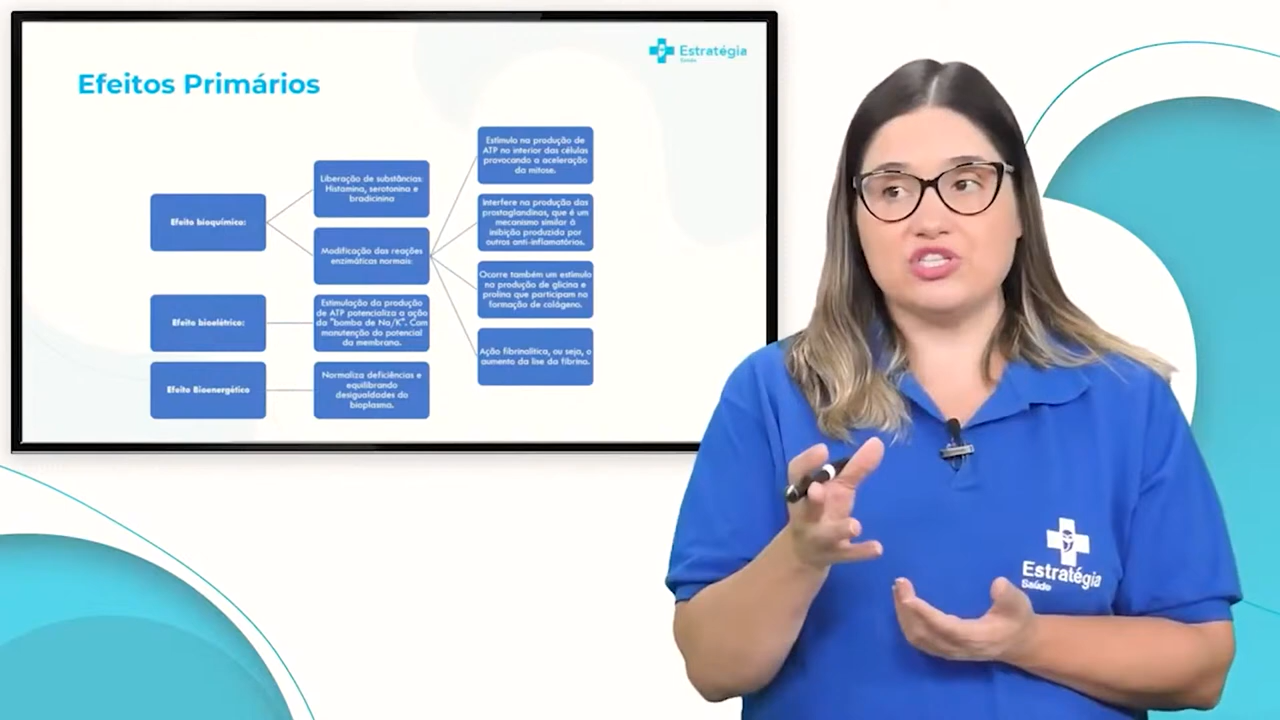 Estratégia
Saúde
Efeitos Primários
Efeito bioquímico:
Liberação de substâncias:
Histamina, serotonina e
bradicinina
Modificação das reações
enzimáticas normais:
Estímulo na produção de
ATP no interior das células
provocando a aceleração
da mitose.
Interfere na produção das
prostaglandinas, que é um
mecanismo similar à
inibição produzida por
outros anti-inflamatórios.
Ocorre também um estímulo
na produção de glicina e
prolina que participam na
formação de colágeno.
Ação fibrinolítica, ou seja, o
aumento da lise da fibrina.
Efeito bioelétrico:
Estimulação da produção
de ATP potencializa a ação
da "bomba de Na/K". Com
manutenção do potencial
da membrana.
Efeito Bioenergético
Normaliza deficiências e
equilibrando
desigualdades do
bioplasma.
Estratégia
Saúde